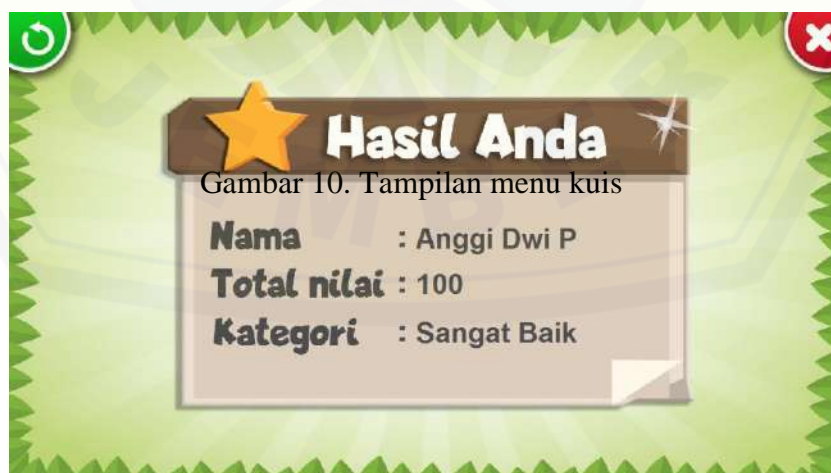 Hasil Anda
Gambar 10. Tampilan menu kuis
Nama : Anggi Dwi P
Total nilai : 100
Kategori : Sangat Baik